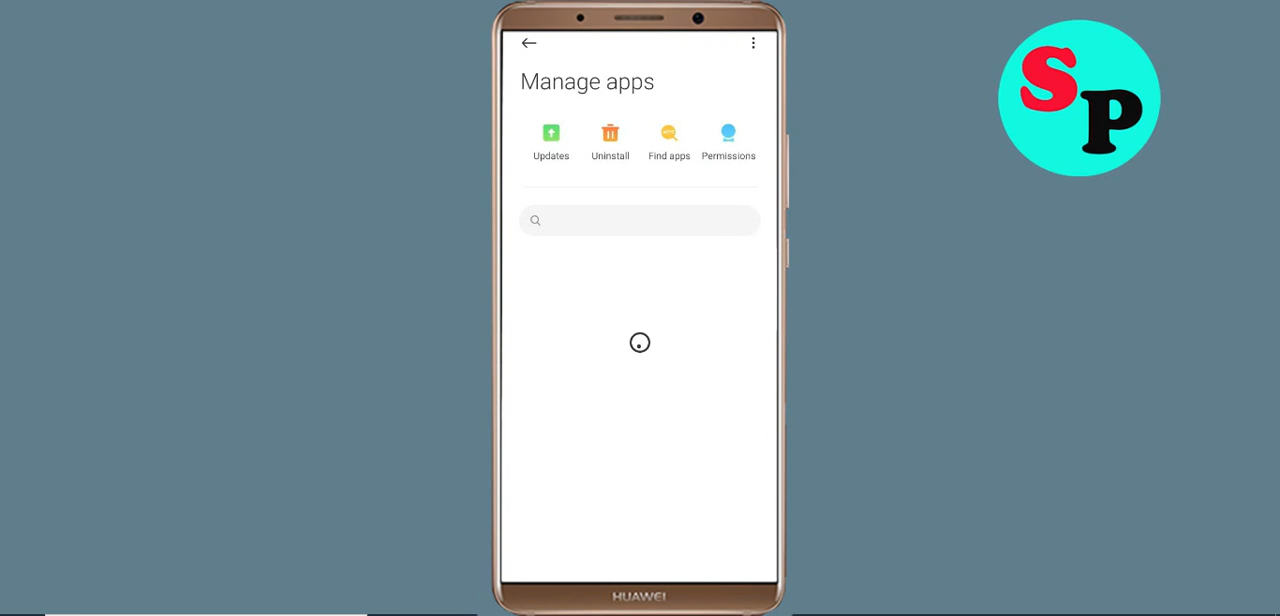 Manage apps
Updates
Uninstall
Find apps
Permissions
HUAWEI
SP